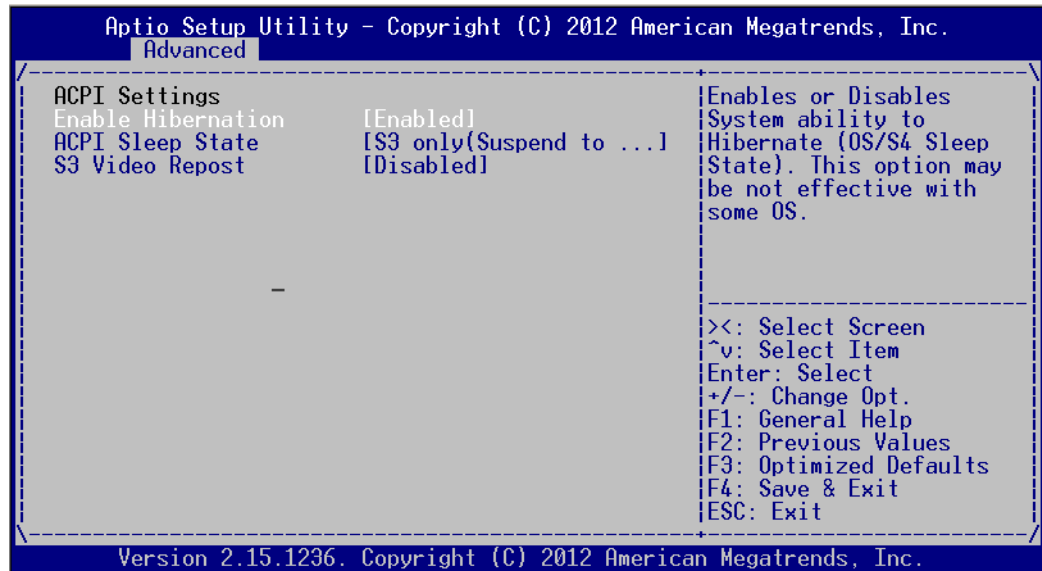 Aptio Setup Utility - Copyright (C) 2012 American Megatrends, Inc.
Advanced
ACPI Settings
Enable Hibernation [Enabled]
ACPI Sleep State [S3 only(Suspend to ...]
S3 Video Repost [Disabled]
Enables or Disables
System ability to
Hibernate (OS/S4 Sleep
State). This option may
be not effective with
some OS.
><: Select Screen
^v: Select Item
Enter: Select
+/-: Change Opt.
F1: General Help
F2: Previous Values
F3: Optimized Defaults
F4: Save & Exit
ESC: Exit
Version 2.15.1236. Copyright (C) 2012 American Megatrends, Inc.